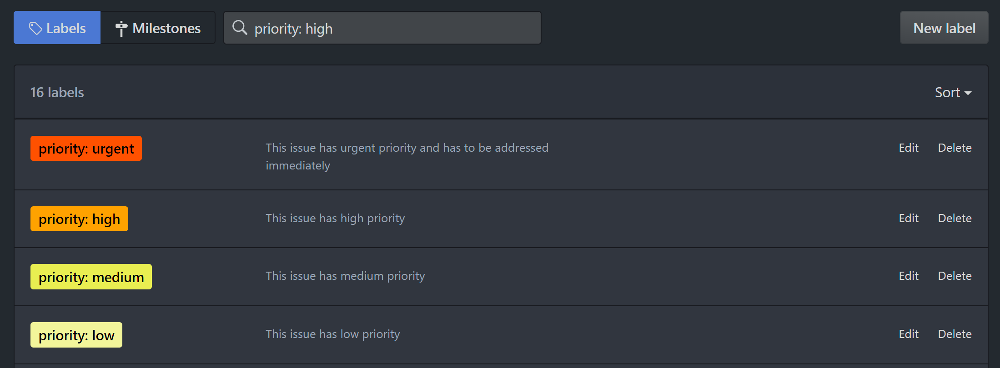 Labels Milestones priority: high New label
16 labels Sort
priority: urgent This issue has urgent priority and has to be addressed Edit Delete
immediately
priority: high This issue has high priority Edit Delete
priority: medium This issue has medium priority Edit Delete
priority: low This issue has low priority Edit Delete